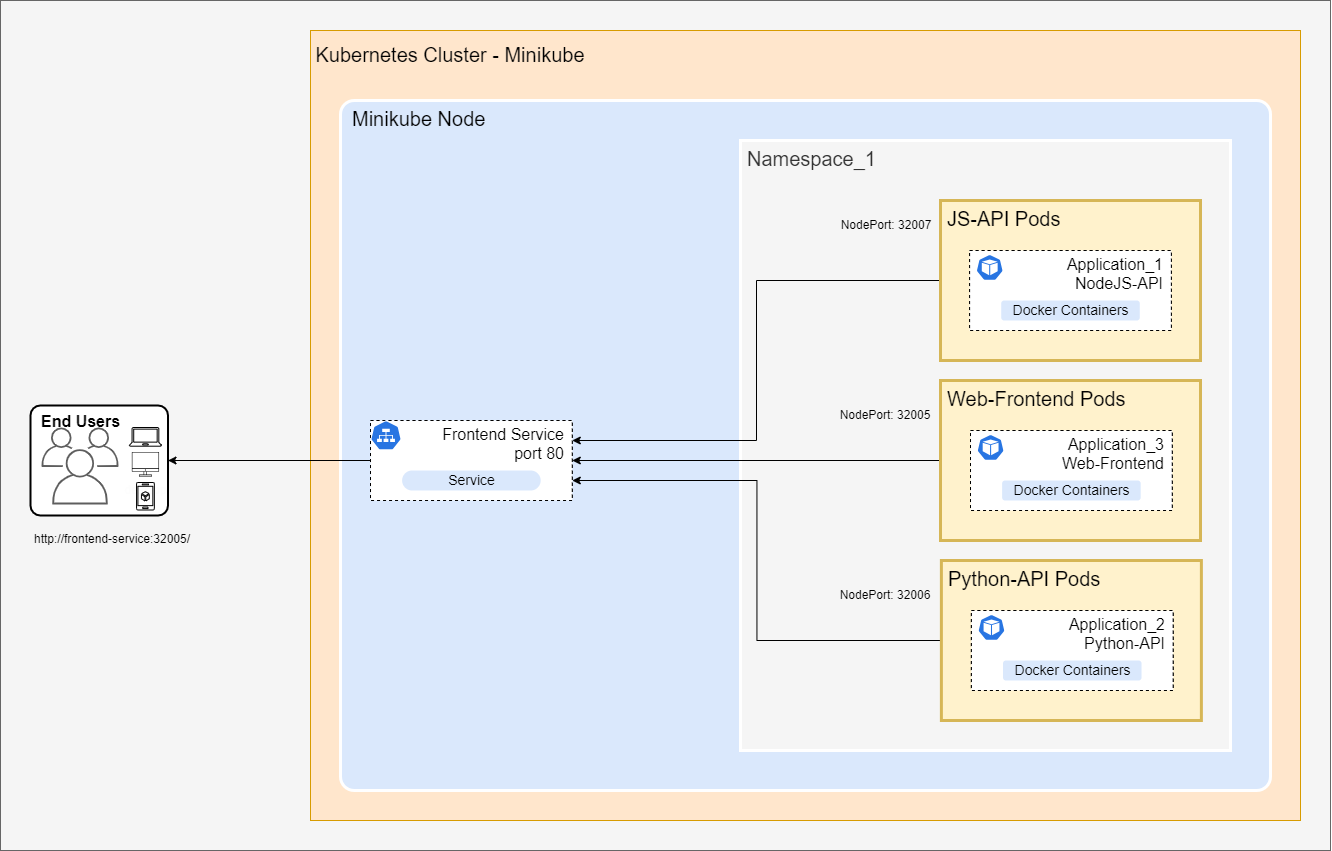 Kubernetes Cluster - Minikube
Minikube Node
Namespace_1
NodePort: 32007
JS-API Pods
Application_1
NodeJS-API
Docker Containers
End Users
http://frontend-service:32005/
Frontend Service
port 80
Service
NodePort: 32005
Web-Frontend Pods
Application_3
Web-Frontend
Docker Containers
NodePort: 32006
Python-API Pods
Application_2
Python-API
Docker Containers